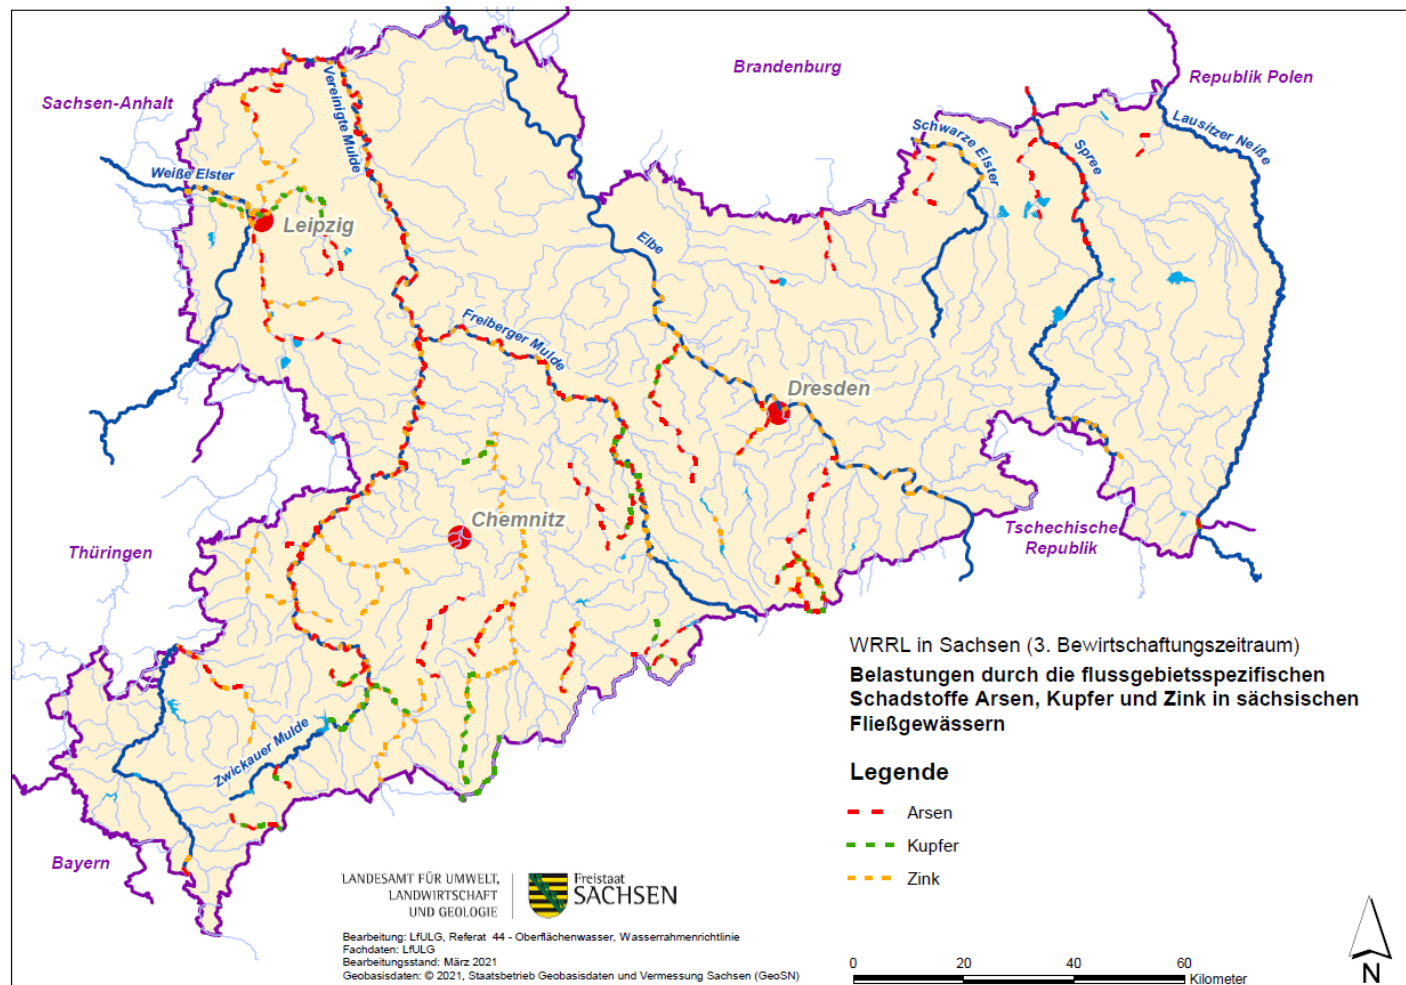 Brandenburg
Republik Polen
Sachsen-Anhalt
Vereinigte Mulde
Schwarze Elster
Lausitzer Neiße
Spree
Weiße Elster
Leipzig
Elbe
Freiberger Mulde
Dresden
Chemnitz
Tschechische
Republik
Thüringen
Zwickauer Mulde
Bayern
WRRL in Sachsen (3. Bewirtschaftungszeitraum)
Belastungen durch die flussgebietsspezifischen
Schadstoffe Arsen, Kupfer und Zink in sächsischen
Fließgewässern
Legende
Arsen
Kupfer
Zink
LANDESAMT FÜR UMWELT,
LANDWIRTSCHAFT
UND GEOLOGIE
Freistaat
SACHSEN
Bearbeitung: LfULG, Referat 44 - Oberflächenwasser, Wasserrahmenrichtlinie
Fachdaten: LfULG
Bearbeitungsstand: März 2021
Geobasisdaten: © 2021, Staatsbetrieb Geobasisdaten und Vermessung Sachsen (GeoSN)
0 20 40 60
Kilometer
N